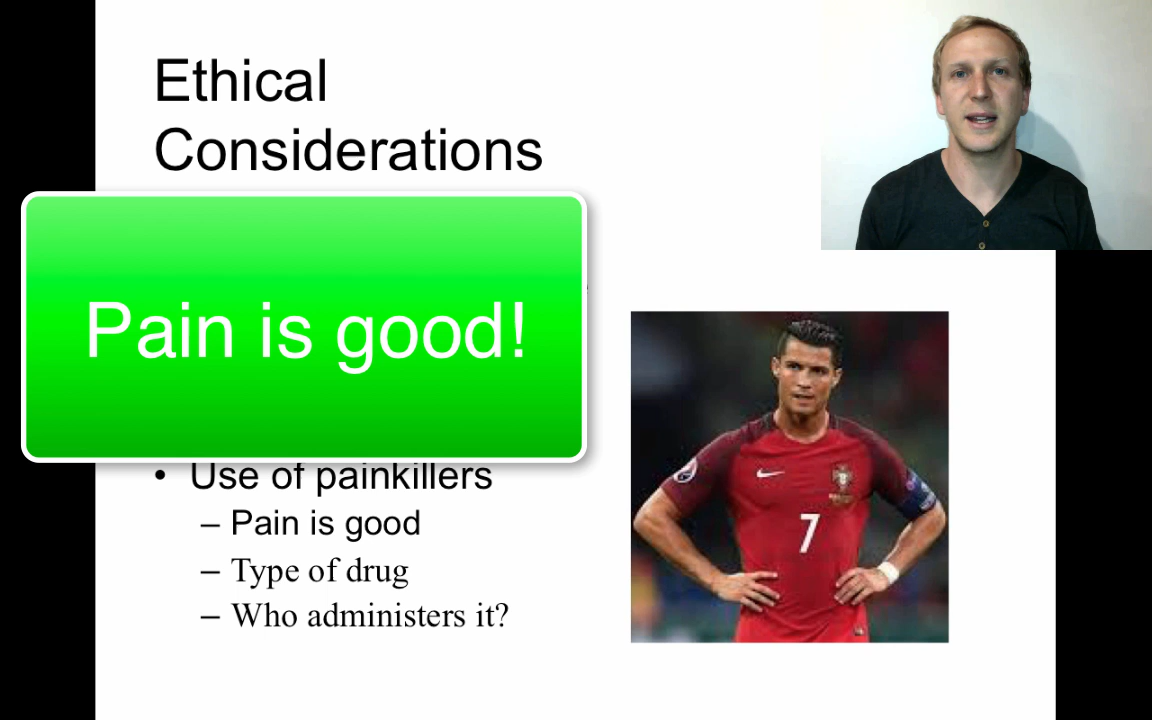 Ethical
Considerations
Pain is good!
• Use of painkillers
– Pain is good
– Type of drug
– Who administers it?
7